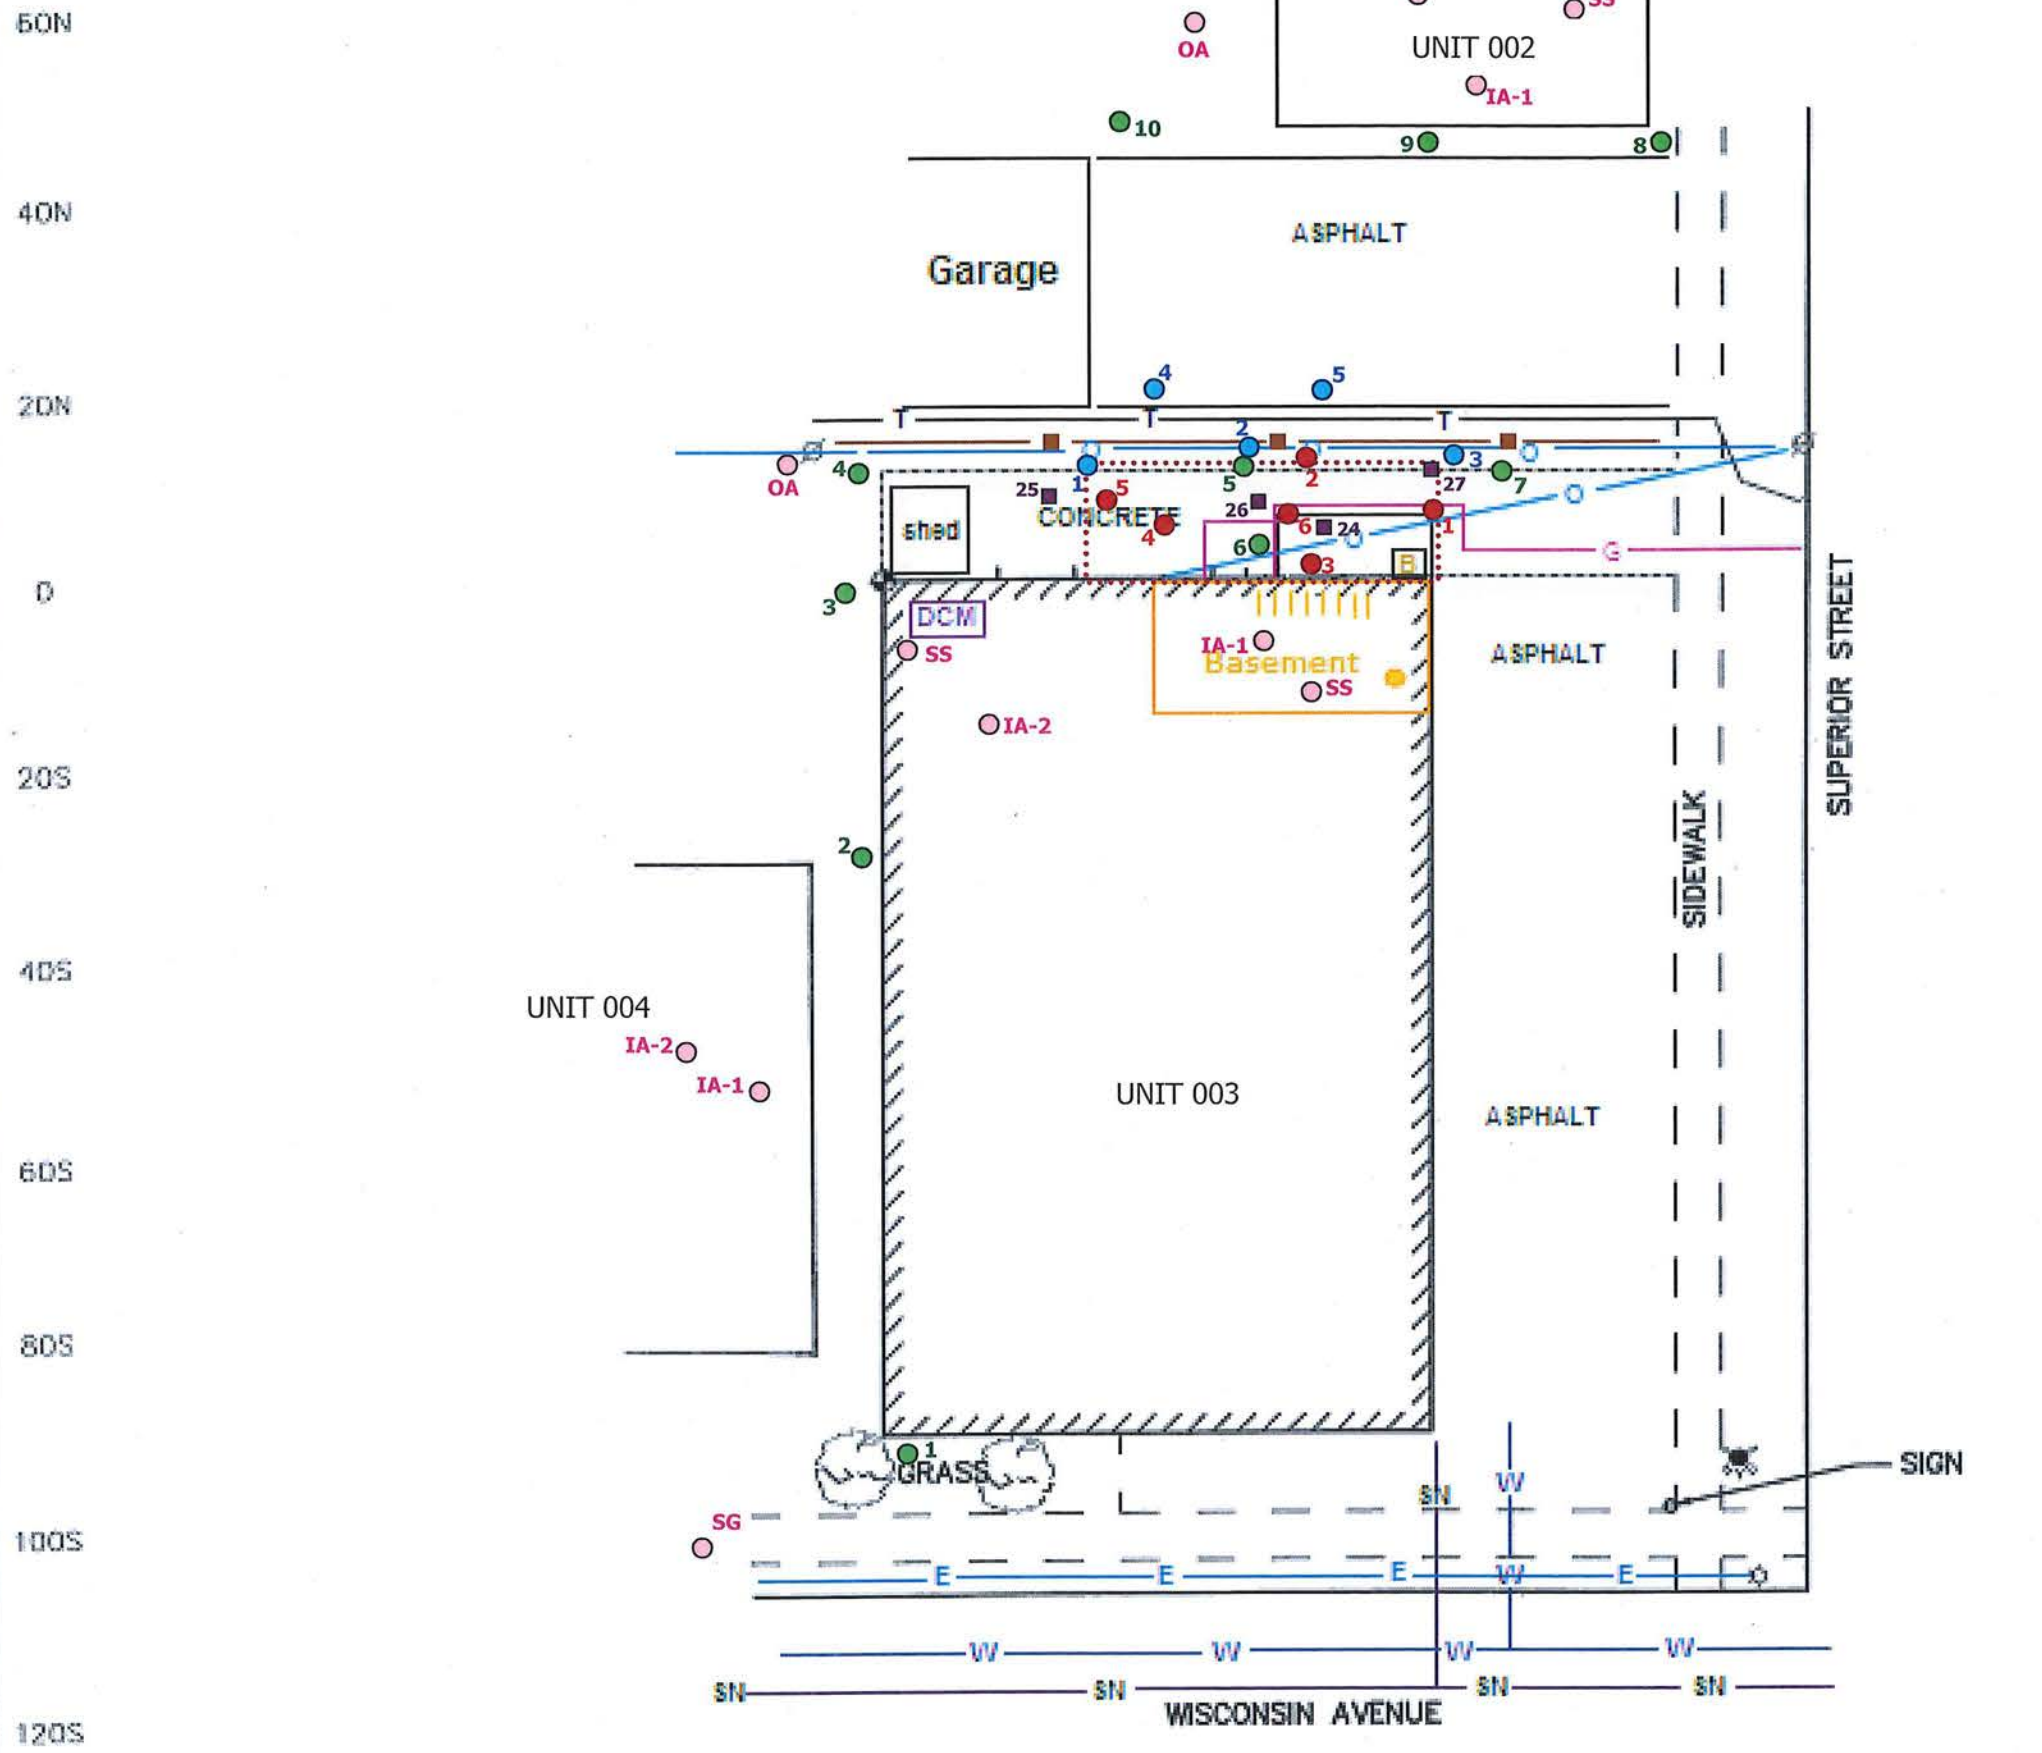 60N
SS
OA
UNIT 002
IA-1
10
9
8
40N
ASPHALT
Garage
4
5
20N
T
T
T
2
O
O
O
4
3
OA
1
5
5
2
27
7
25
O
26
shed
CONCRETE
4
6
24
1
O
6
3
B
G
0
3
DCM
SS
IA-1
Basement
SS
ASPHALT
IA-2
SUPERIOR STREET
20S
SIDEWALK
2
40S
UNIT 004
IA-2
IA-1
UNIT 003
ASPHALT
60S
80S
1
GRASS
SIGN
SN
W
SG
100S
E
E
E
W
E
W
W
W
W
SN
SN
SN
SN
WISCONSIN AVENUE
120S